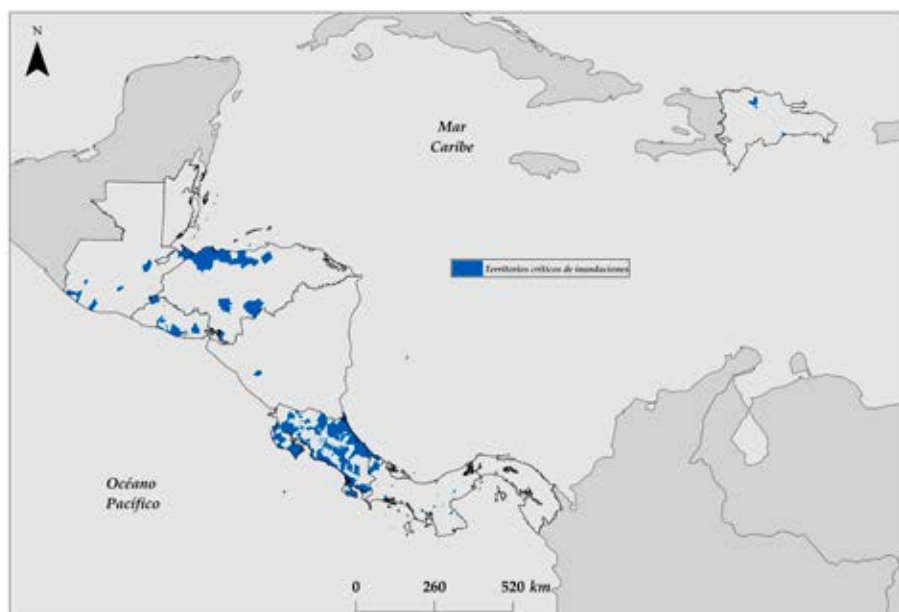 N
Mar
Caribe
Territorios críticos de inundaciones
Océano
Pacífico
0 260 520 km